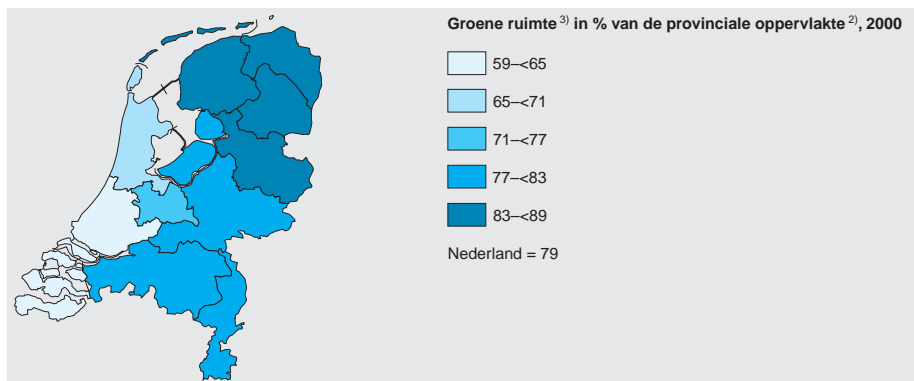 Groene ruimte 3) in % van de provinciale oppervlakte 2), 2000
59–<65
65–<71
71–<77
77–<83
83–<89
Nederland = 79